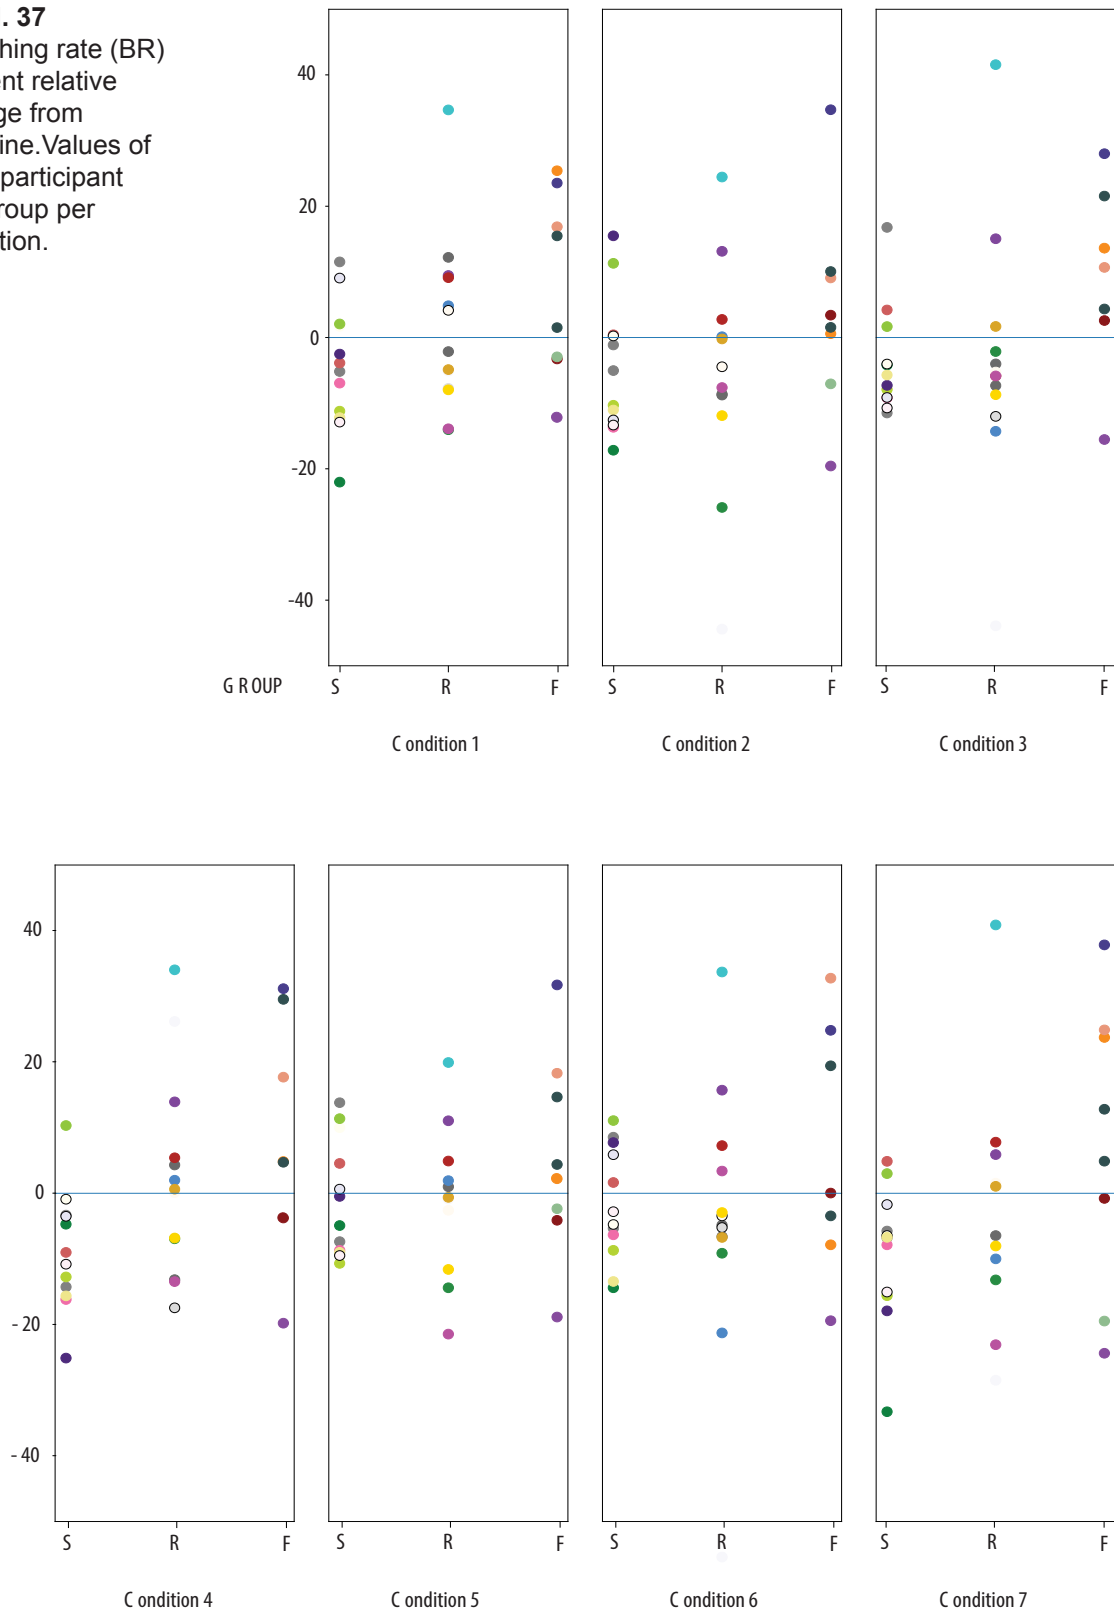 . 37
hing rate (BR)
ent relative
ge from
ine.Values of
participant
roup per
tion.
40
20
0
-20
-40
G R OUP
S R F
S R F
S R F
C ondition 1
C ondition 2
C ondition 3
40
20
0
- 20
- 40
S R F
S R F
S R F
S R F
C ondition 4
C ondition 5
C ondition 6
C ondition 7